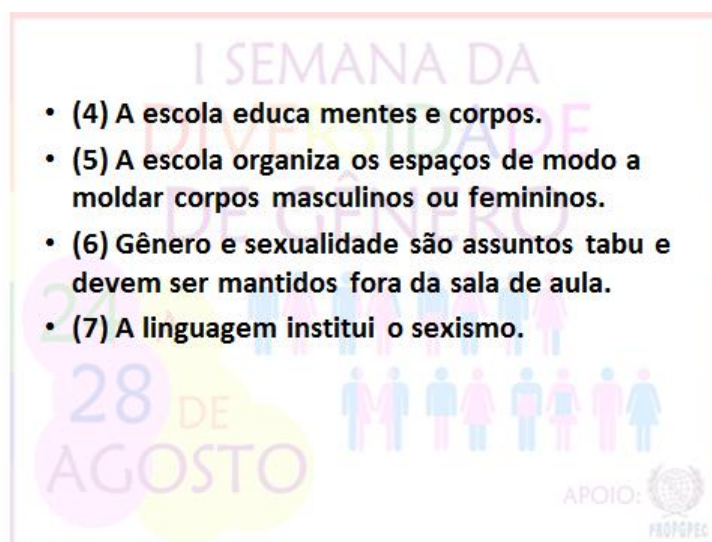 I SEMANA DA
DIVERSIDADE
DE GÊNERO
• (4) A escola educa mentes e corpos.
• (5) A escola organiza os espaços de modo a
moldar corpos masculinos ou femininos.
• (6) Gênero e sexualidade são assuntos tabu e
devem ser mantidos fora da sala de aula.
• (7) A linguagem institui o sexismo.
24 A
28 DE
AGOSTO
APOIO:
PROPGPEC